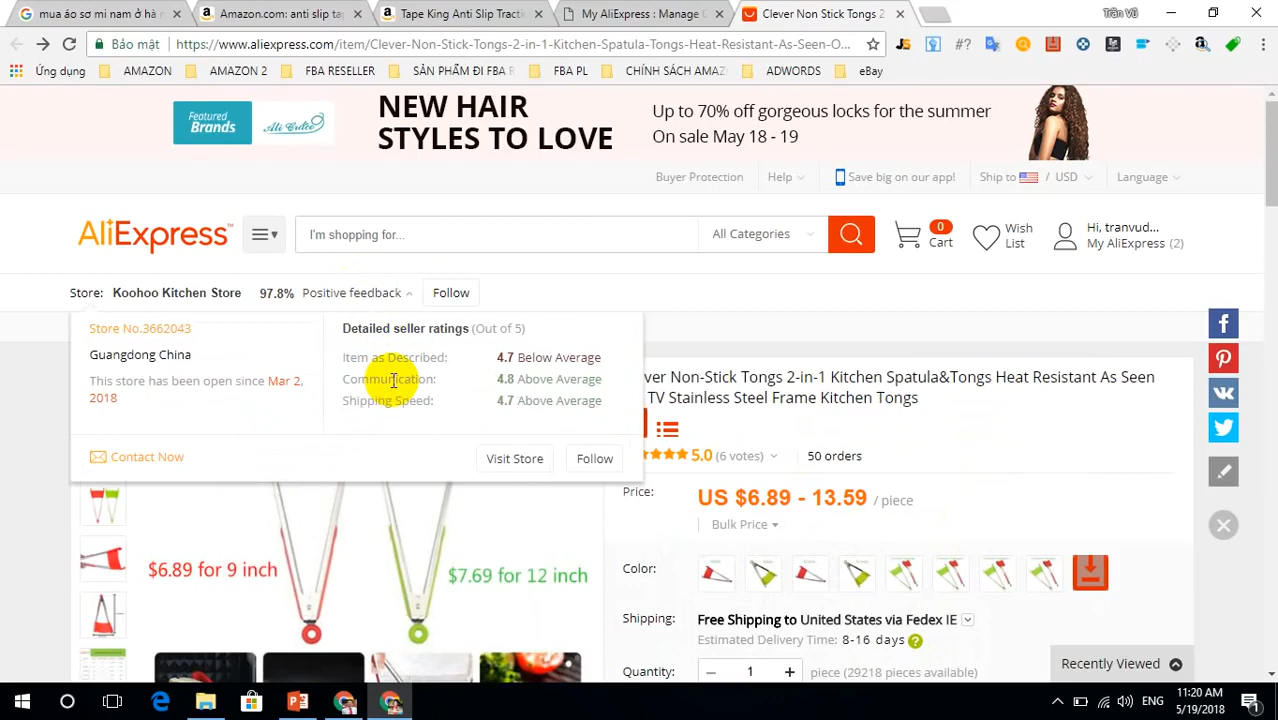 mua áo sơ mi nam ở hà n
Amazon.com: anti slip tap
Tape King Anti Slip Tracti
My AliExpress : Manage O
Clever Non Stick Tongs 2
Trần Vũ
Bảo mật
https://www.aliexpress.com/item/Clever-Non-Stick-Tongs-2-in-1-Kitchen-Spatula-Tongs-Heat-Resistant-As-Seen-O...
Ứng dụng
AMAZON
AMAZON 2
FBA RESELLER
SẢN PHẨM ĐI FBA R
FBA PL
CHÍNH SÁCH AMAZ
ADWORDS
eBay
Featured Brands
Ali Ertec
NEW HAIR
STYLES TO LOVE
Up to 70% off gorgeous locks for the summer
On sale May 18 - 19
Buyer Protection
Help
Save big on our app!
Ship to / USD
Language
AliExpress™
I'm shopping for...
All Categories
0
Cart
Wish
List
Hi, tranvud...
My AliExpress (2)
Store: Koohoo Kitchen Store 97.8% Positive feedback
Follow
Store No.3662043
Guangdong China
This store has been open since Mar 2,
2018
Contact Now
Detailed seller ratings (Out of 5)
Item as Described: 4.7 Below Average
Communication: 4.8 Above Average
Shipping Speed: 4.7 Above Average
Visit Store
Follow
ver Non-Stick Tongs 2-in-1 Kitchen Spatula&Tongs Heat Resistant As Seen
TV Stainless Steel Frame Kitchen Tongs
5.0 (6 votes) 50 orders
Price:
US $6.89 - 13.59 / piece
Bulk Price
$6.89 for 9 inch
$7.69 for 12 inch
Color:
Shipping: Free Shipping to United States via Fedex IE
Estimated Delivery Time: 8-16 days
Quantity: 1 piece (29218 pieces available)
Recently Viewed
ENG
11:20 AM
5/19/2018